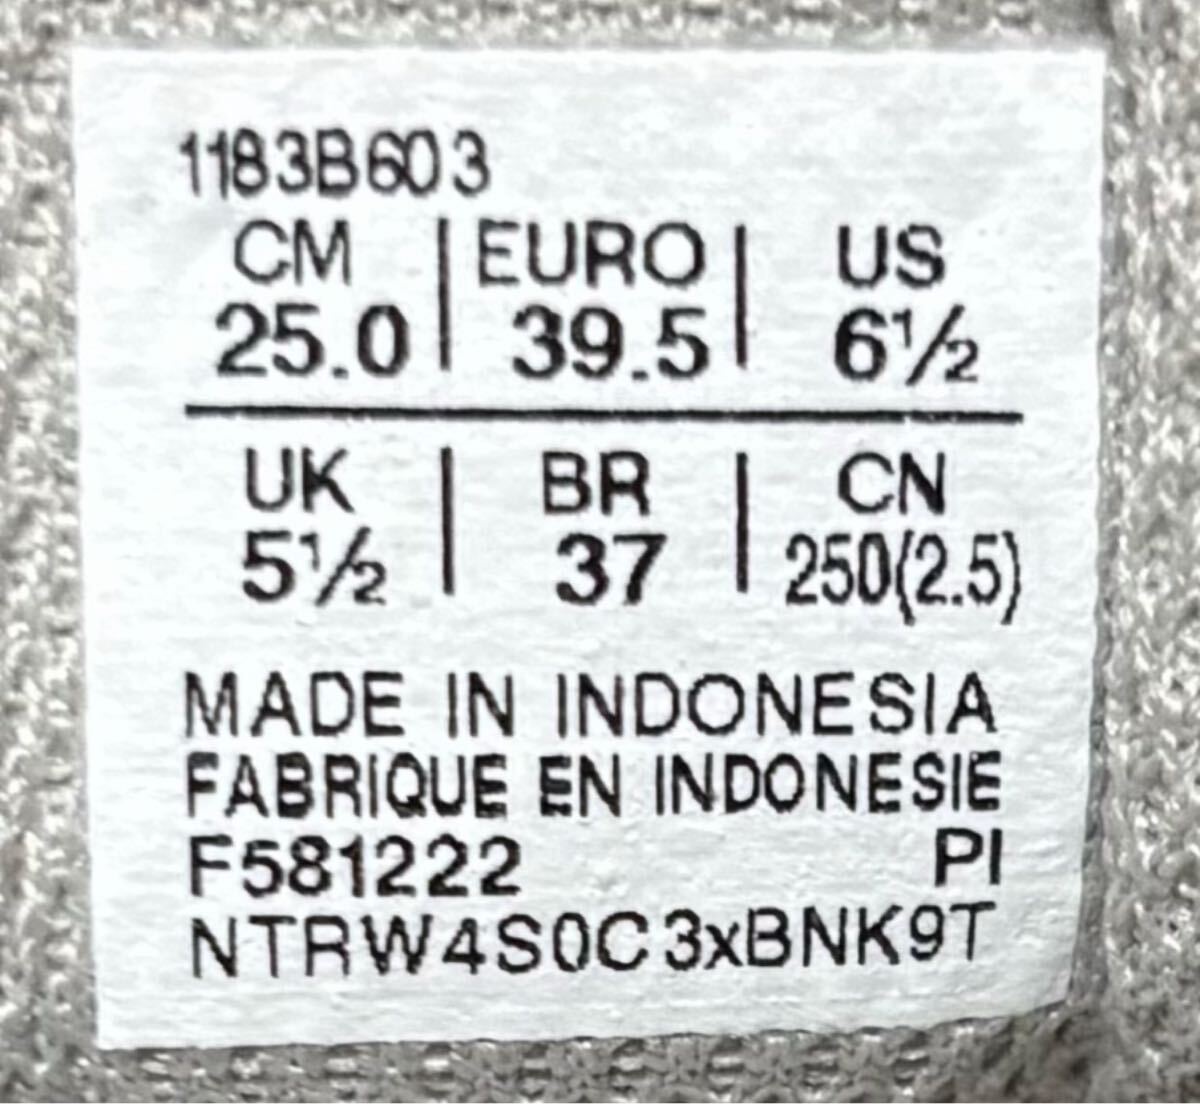 1183B603
CM | EURO | US
25.0 | 39.5 | 6½
UK | BR | CN
5½ | 37 | 250(2.5)
MADE IN INDONESIA
FABRIQUE EN INDONESIE
F581222 PI
NTRW4S0C3xBNK9T